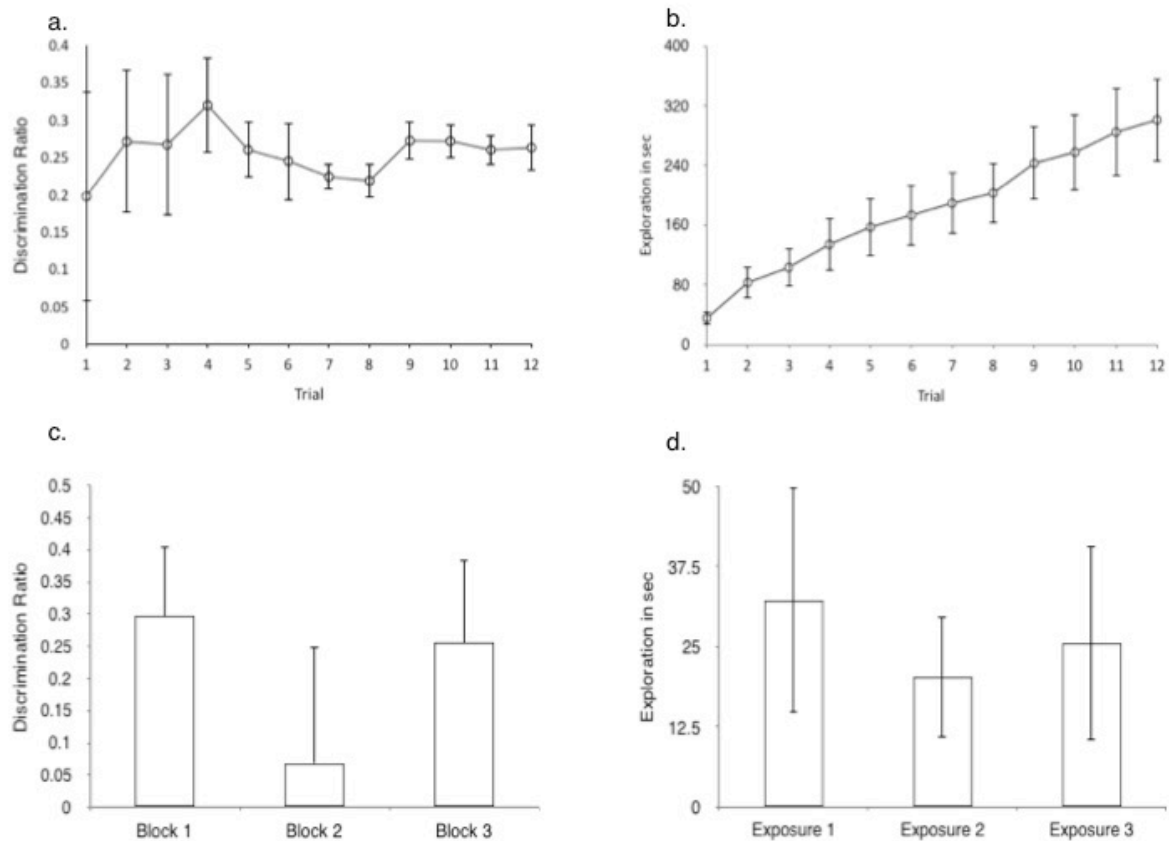 a.
0.4
0.35
0.3
0.25
0.2
0.15
0.1
0.05
0
Discrimination Ratio
1 2 3 4 5 6 7 8 9 10 11 12
Trial
b.
400
320
240
160
80
0
Exploration in sec
1 2 3 4 5 6 7 8 9 10 11 12
Trial
c.
0.5
0.45
0.4
0.35
0.3
0.25
0.2
0.15
0.1
0.05
0
Discrimination Ratio
Block 1 Block 2 Block 3
d.
50
37.5
25
12.5
0
Exploration in sec
Exposure 1 Exposure 2 Exposure 3